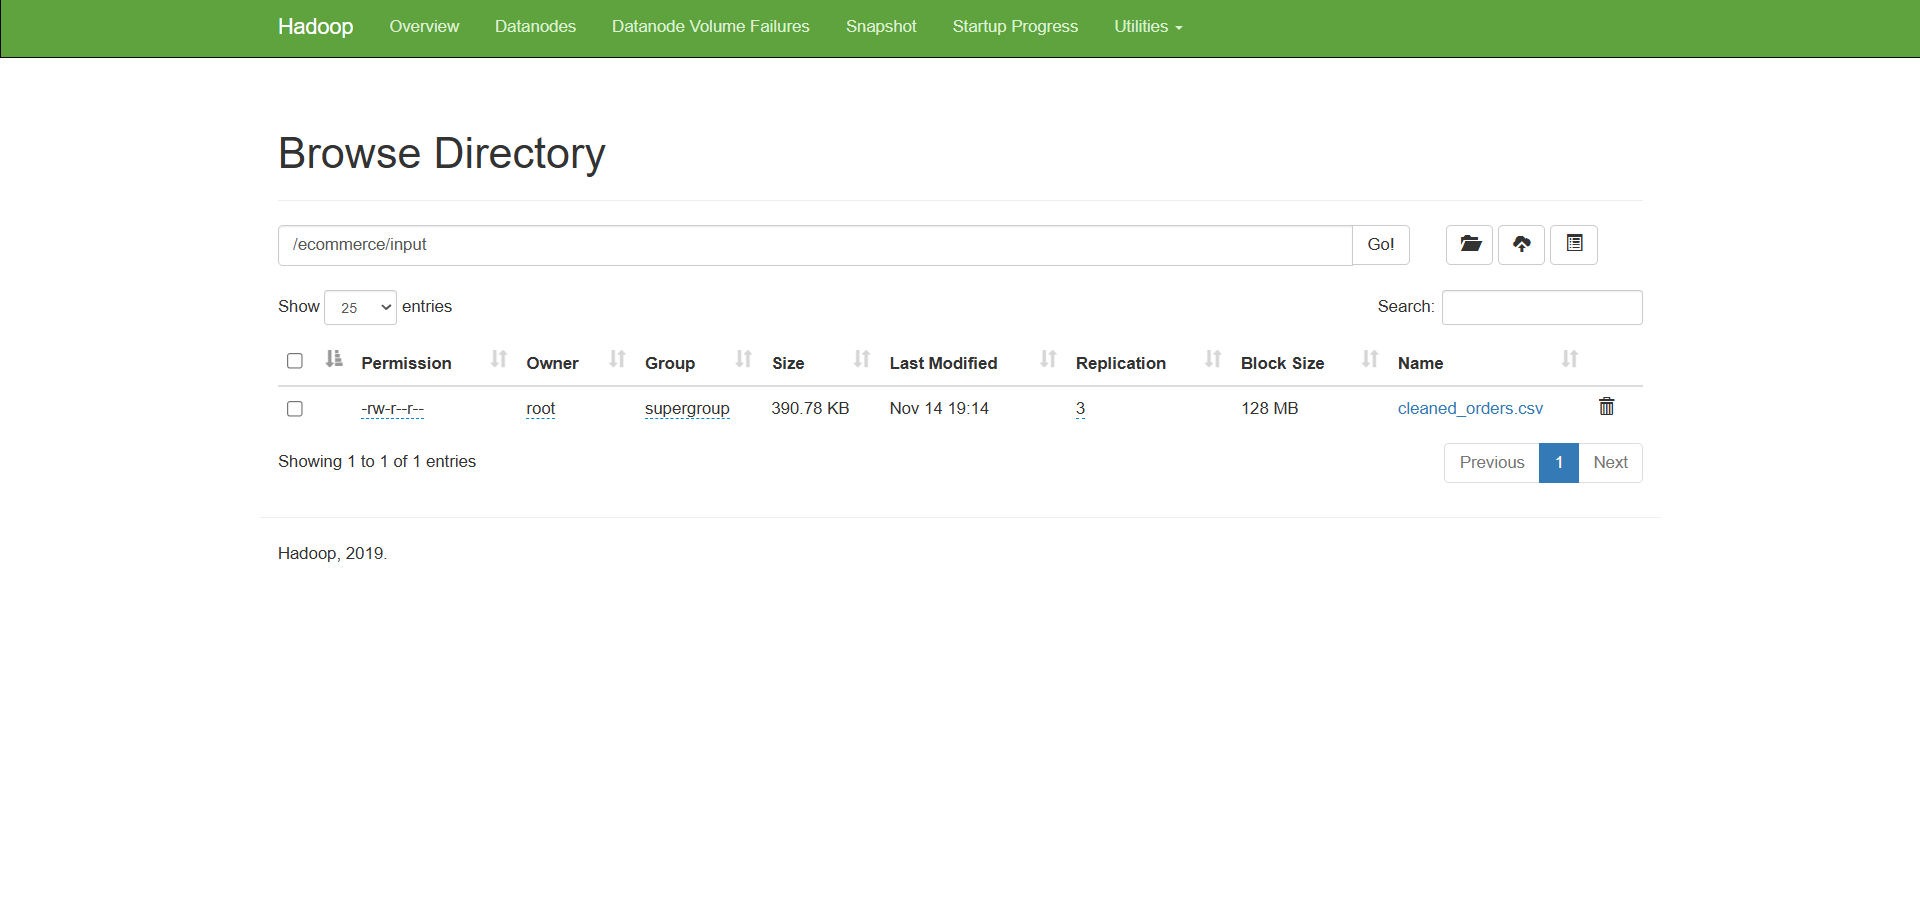 Hadoop Overview Datanodes Datanode Volume Failures Snapshot Startup Progress Utilities
Browse Directory
/ecommerce/input Go!
Show 25 entries Search:
Permission Owner Group Size Last Modified Replication Block Size Name
-rw-r--r-- root supergroup 390.78 KB Nov 14 19:14 3 128 MB cleaned_orders.csv
Showing 1 to 1 of 1 entries Previous 1 Next
Hadoop, 2019.